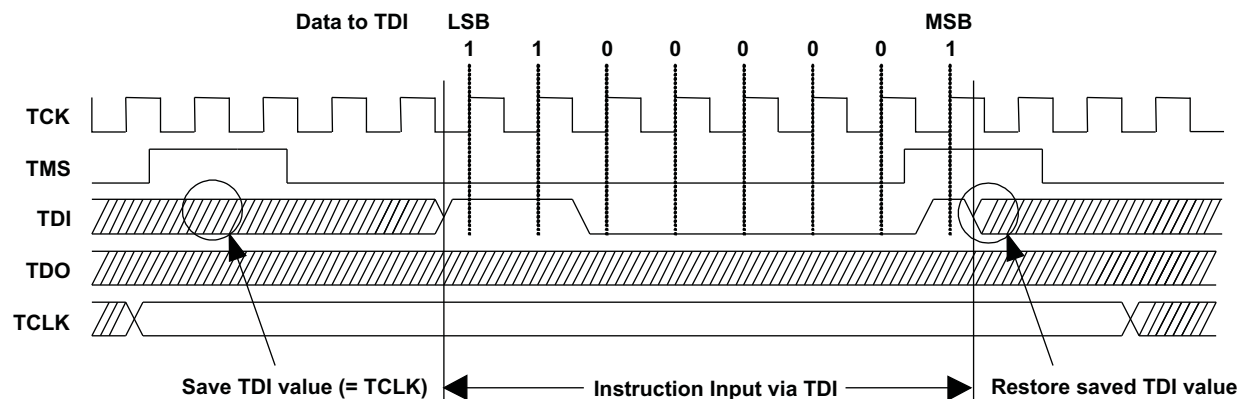 Data to TDI LSB MSB
1 1 0 0 0 0 0 1
TCK
TMS
TDI
TDO
TCLK
Save TDI value (= TCLK) Instruction Input via TDI Restore saved TDI value